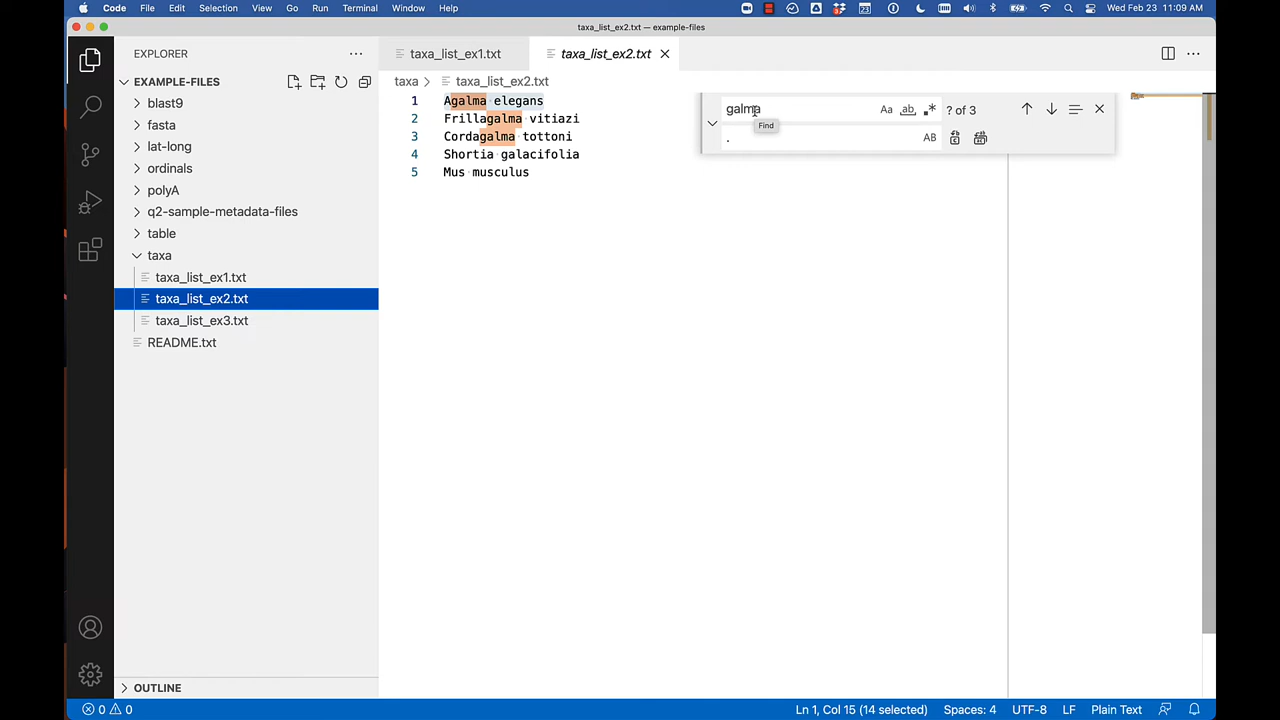 Code File Edit Selection View Go Run Terminal Window Help Wed Feb 23 11:09 AM
taxa_list_ex2.txt — example-files
EXPLORER
taxa_list_ex1.txt taxa_list_ex2.txt
EXAMPLE-FILES
taxa taxa_list_ex2.txt
blast9
fasta
lat-long
ordinals
polyA
q2-sample-metadata-files
table
taxa
taxa_list_ex1.txt
taxa_list_ex2.txt
taxa_list_ex3.txt
README.txt
OUTLINE
1 Agalma elegans
2 Frillagalma vitiazi
3 Cordagalma tottoni
4 Shortia galacifolia
5 Mus musculus
galma Aa ab ? of 3
Find
. AB
0 0 Ln 1, Col 15 (14 selected) Spaces: 4 UTF-8 LF Plain Text